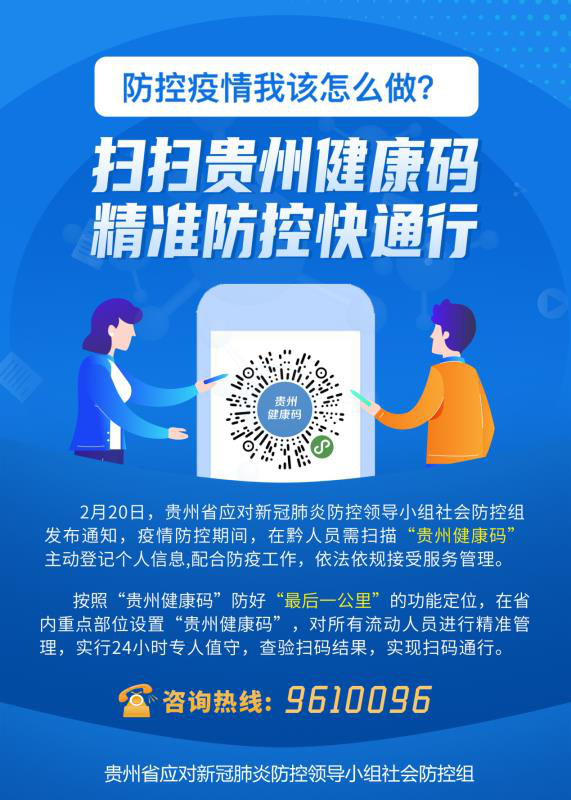 防控疫情我该怎么做？
扫扫贵州健康码
精准防控快通行
贵州
健康码
2月20日，贵州省应对新冠肺炎防控领导小组社会防控组
发布通知，疫情防控期间，在黔人员需扫描“贵州健康码”
主动登记个人信息,配合防疫工作，依法依规接受服务管理。
按照“贵州健康码”防好“最后一公里”的功能定位，在省
内重点部位设置“贵州健康码”，对所有流动人员进行精准管
理，实行24小时专人值守，查验扫码结果，实现扫码通行。
咨询热线: 9610096
贵州省应对新冠肺炎防控领导小组社会防控组